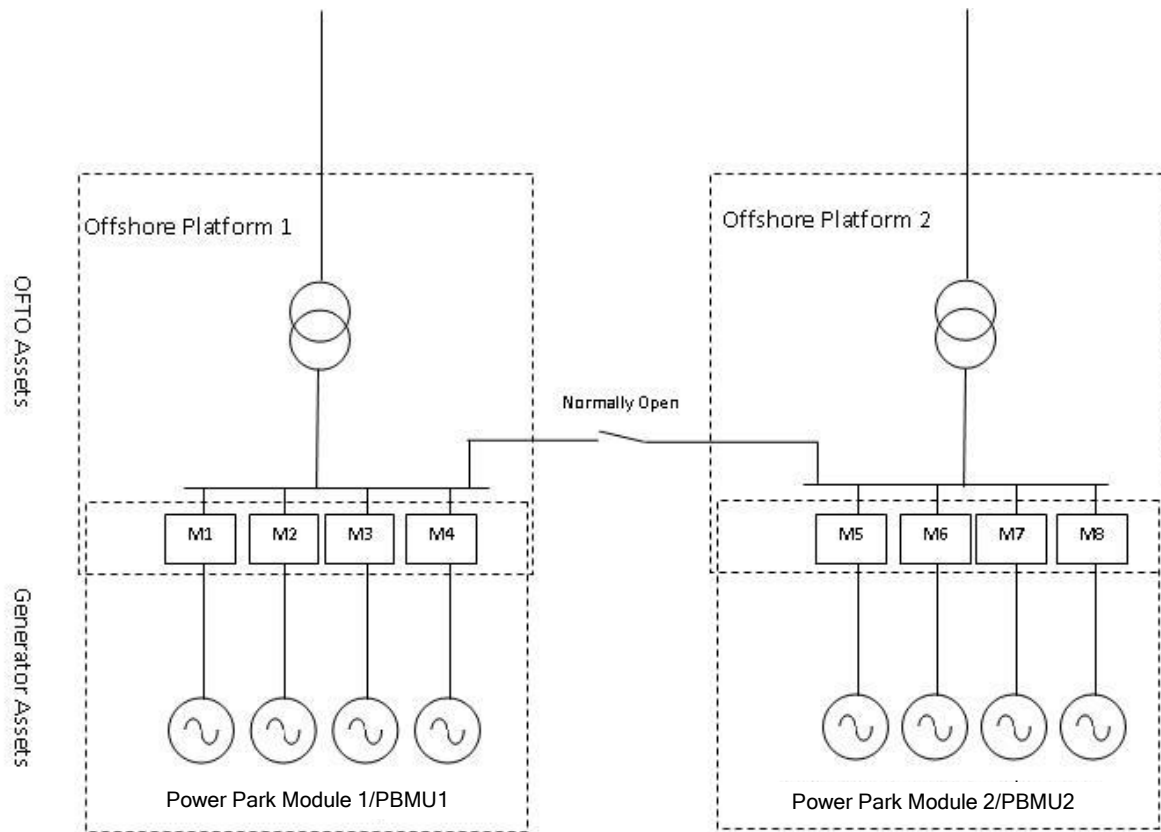 Offshore Platform 1
Offshore Platform 2
OFTO Assets
Normally Open
M1 M2 M3 M4
M5 M6 M7 M8
Generator Assets
Power Park Module 1/PBMU1
Power Park Module 2/PBMU2